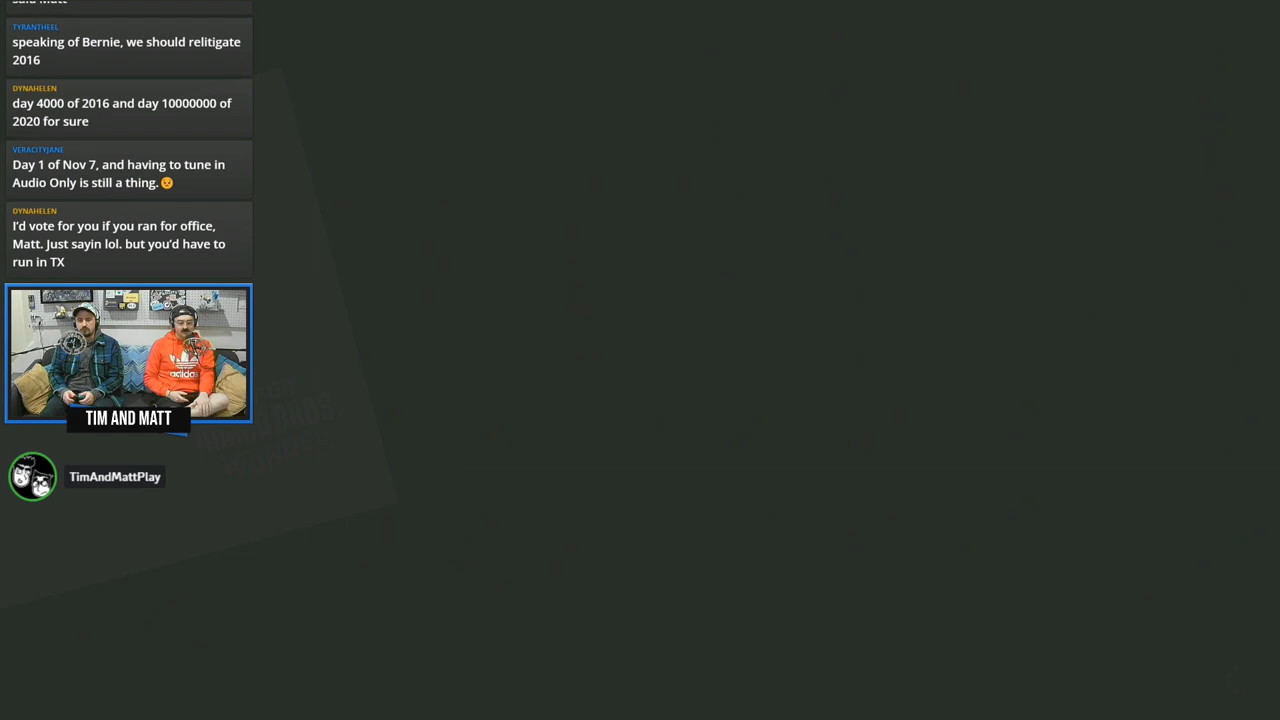 said Matt
TYRANTHEEL
speaking of Bernie, we should relitigate
2016
DYNAHELEN
day 4000 of 2016 and day 10000000 of
2020 for sure
VERACITYJANE
Day 1 of Nov 7, and having to tune in
Audio Only is still a thing.😟
DYNAHELEN
I'd vote for you if you ran for office,
Matt. Just sayin lol. but you'd have to
run in TX
adidas
TIM AND MATT
TimAndMattPlay